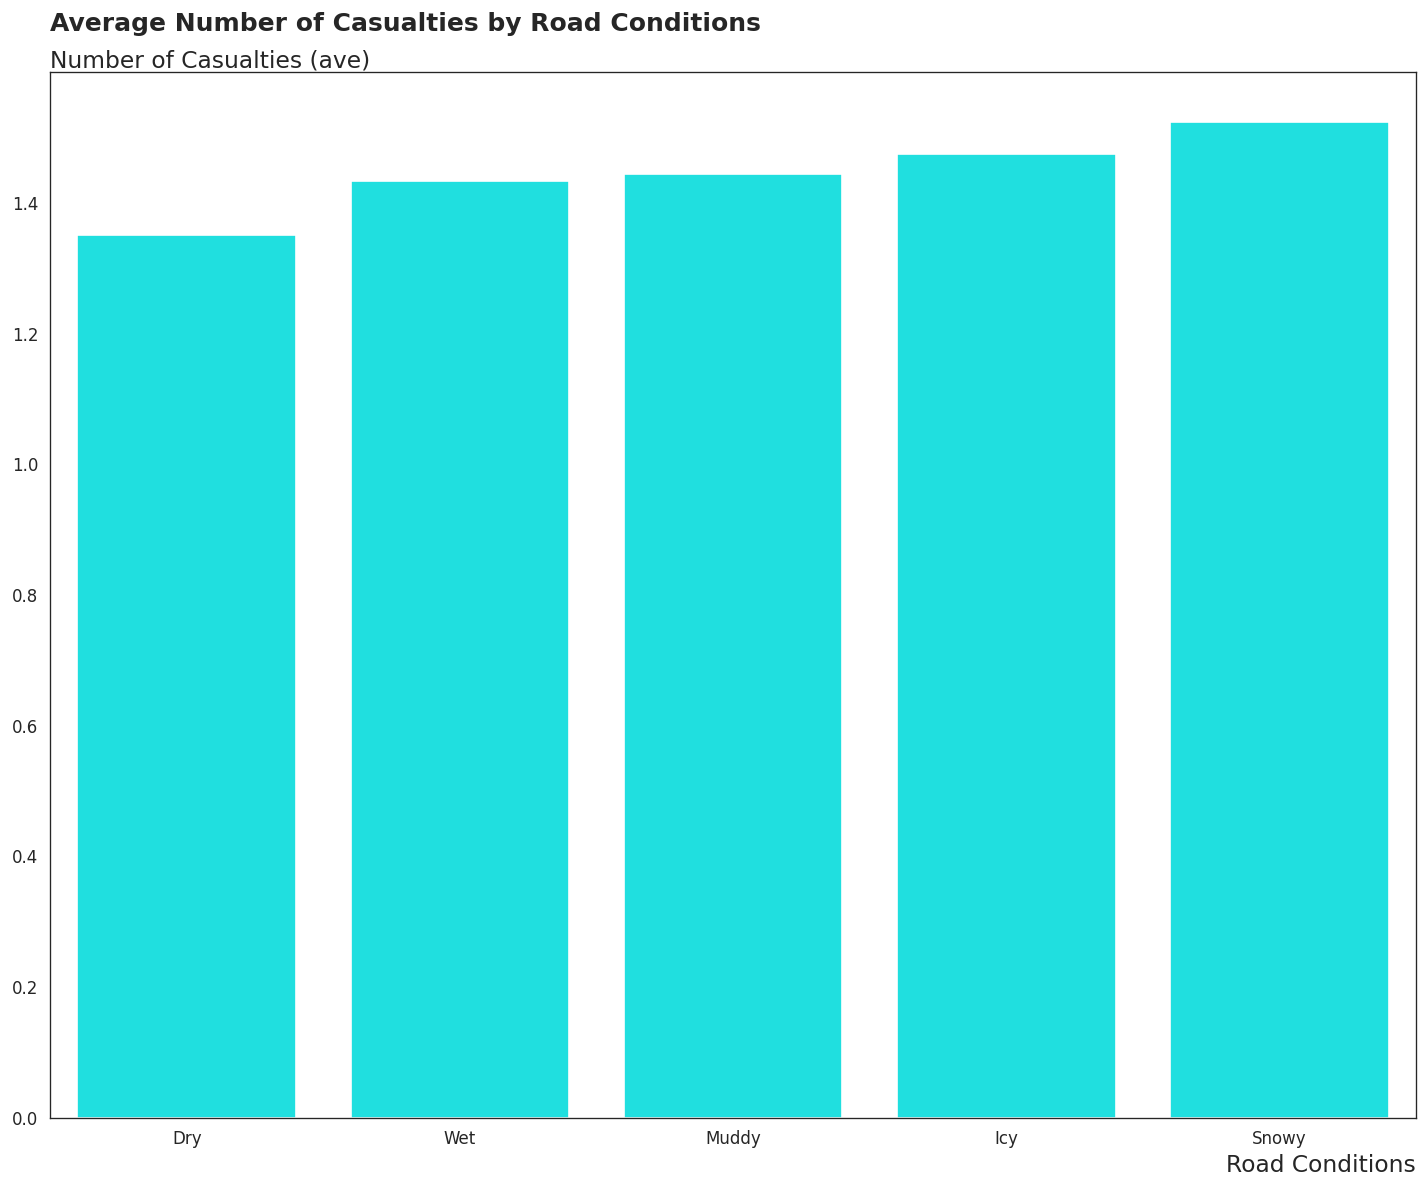 Average Number of Casualties by Road Conditions
Number of Casualties (ave)
1.4
1.2
1.0
0.8
0.6
0.4
0.2
0.0
Dry Wet Muddy Icy Snowy
Road Conditions